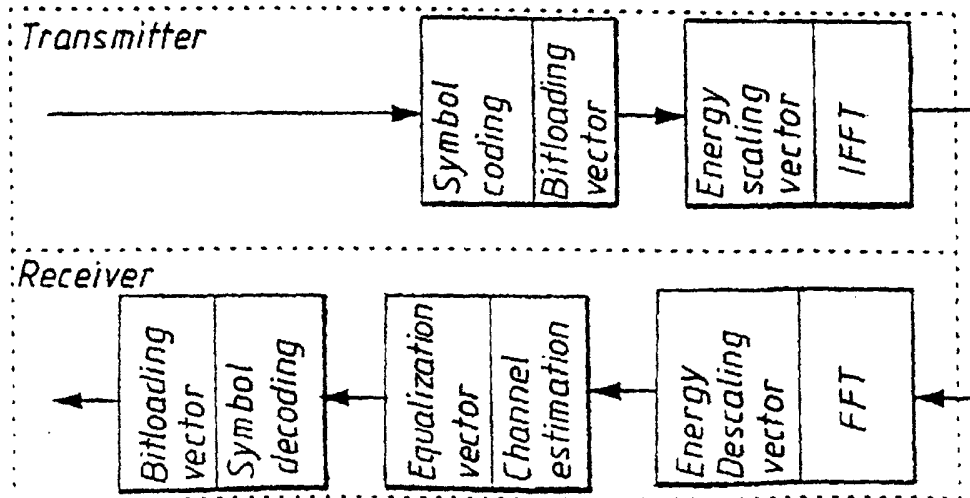 Transmitter
Symbol
coding
Bitloading
vector
Energy
scaling
vector
IFFT
Receiver
Bitloading
vector
Symbol
decoding
Equalization
vector
Channel
estimation
Energy
Descaling
vector
FFT